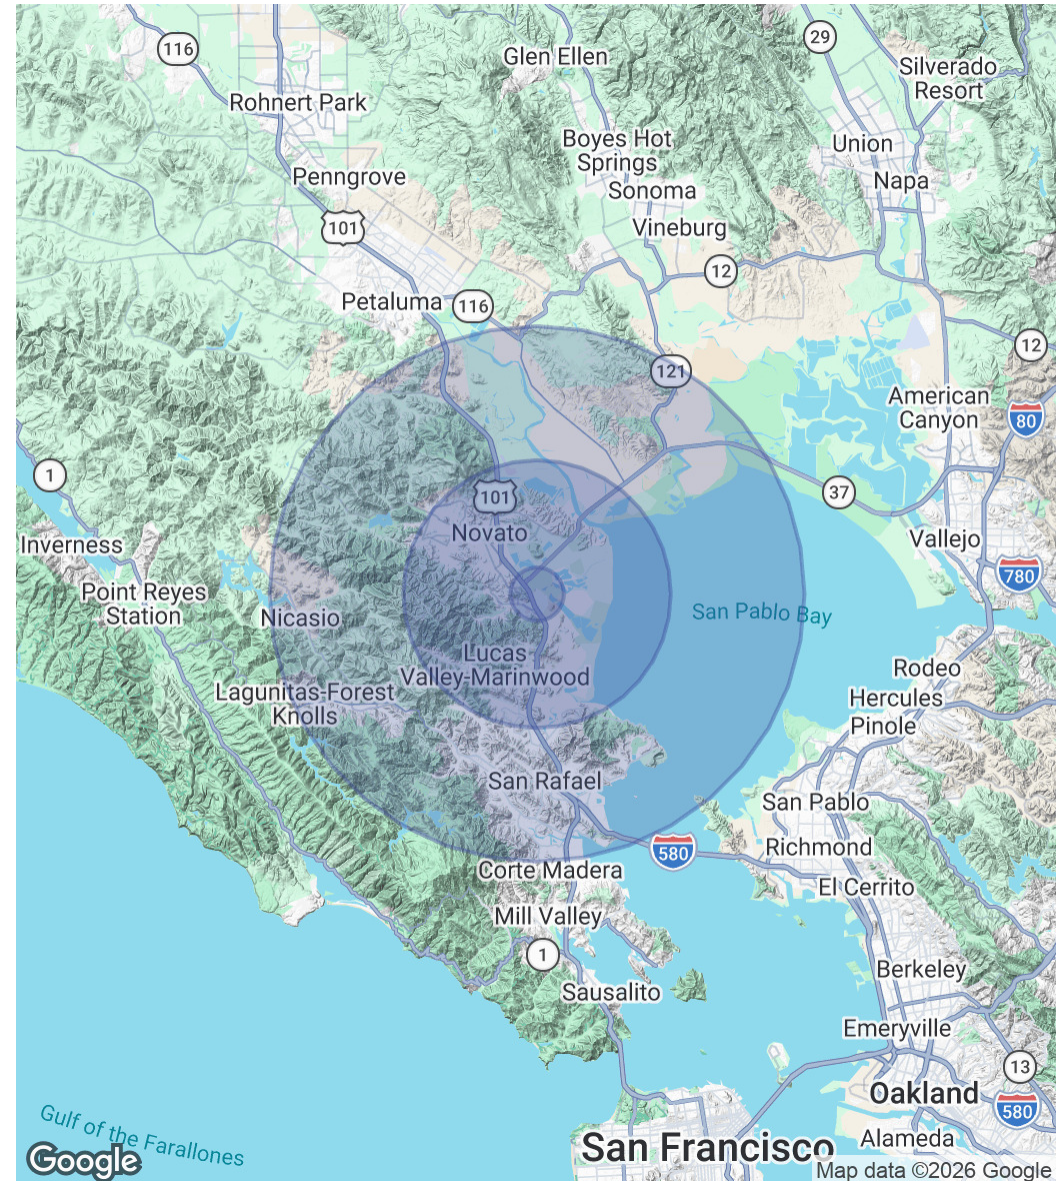 116
Glen Ellen
29
Silverado
Resort
Rohnert Park
Boyes Hot
Springs
Union
Penngrove
Sonoma
Napa
101
Vineburg
12
Petaluma
116
12
121
American
Canyon
80
1
37
101
Novato
Inverness
Vallejo
780
Point Reyes
Station
Nicasio
San Pablo Bay
Lucas
Valley-Marinwood
Rodeo
Lagunitas-Forest
Knolls
Hercules
Pinole
San Rafael
San Pablo
Richmond
580
Corte Madera
El Cerrito
Mill Valley
1
Berkeley
Sausalito
Emeryville
13
Oakland
580
Gulf of the Farallones
Alameda
San Francisco
Google
Map data ©2026 Google